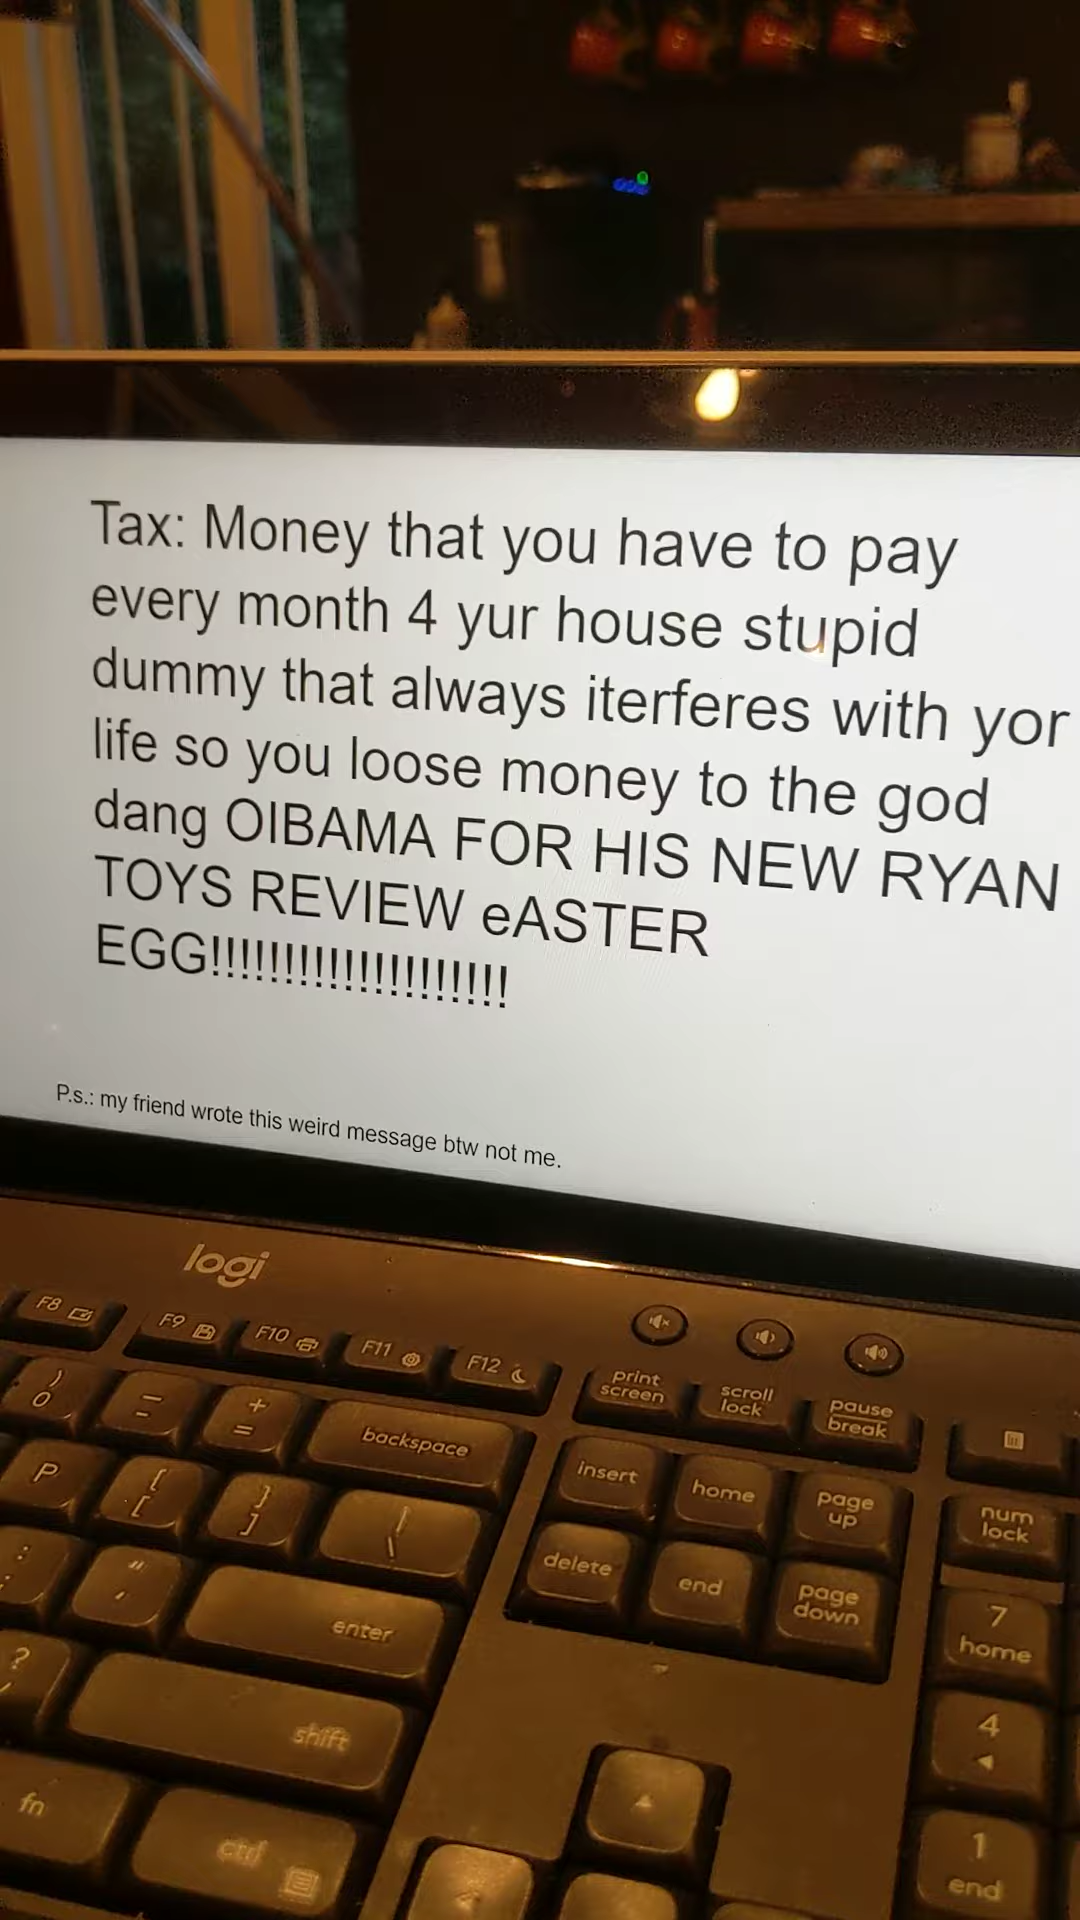 Tax: Money that you have to pay
every month 4 yur house stupid
dummy that always iterferes with yor
life so you loose money to the god
dang OIBAMA FOR HIS NEW RYAN
TOYS REVIEW eASTER
EGG!!!!!!!!!!!!!!!!!!!!!
P.s.: my friend wrote this weird message btw not me.
logi
F8 F9 F10 F11 F12
print screen scroll lock pause break
) 0 _ - + = backspace insert home page up num lock
P { [ } ] | \ delete end page down
: ; " ' enter 7 home
? shift 4
fn ctrl 1 end